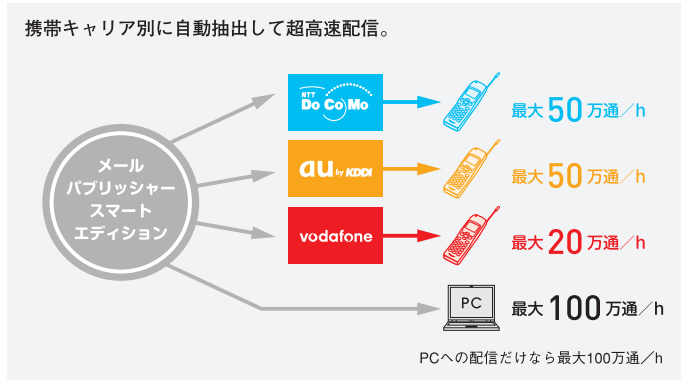 携帯キャリア別に自動抽出して超高速配信。
メール
パブリッシャー
スマート
エディション
NTT
DoCoMo
最大50万通／h
au by KDDI
最大50万通／h
vodafone
最大20万通／h
PC
最大100万通／h
PCへの配信だけなら最大100万通／h